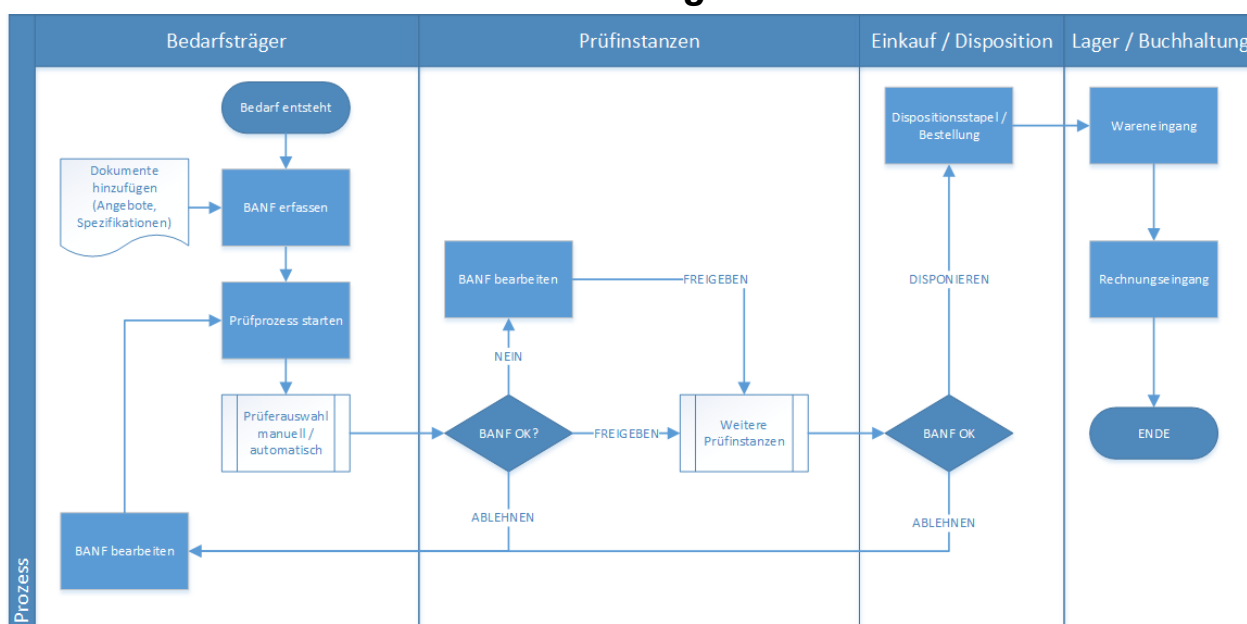 Bedarfsträger
Prüfinstanzen
Einkauf / Disposition
Lager / Buchhaltung
Prozess
Bedarf entsteht
Dokumente
hinzufügen
(Angebote,
Spezifikationen)
BANF erfassen
Prüfprozess starten
Prüferauswahl
manuell /
automatisch
BANF bearbeiten
BANF bearbeiten
FREIGEBEN
NEIN
BANF OK?
FREIGEBEN
Weitere
Prüfinstanzen
ABLEHNEN
Dispositionsstapel /
Bestellung
DISPONIEREN
BANF OK
ABLEHNEN
Wareneingang
Rechnungseingang
ENDE